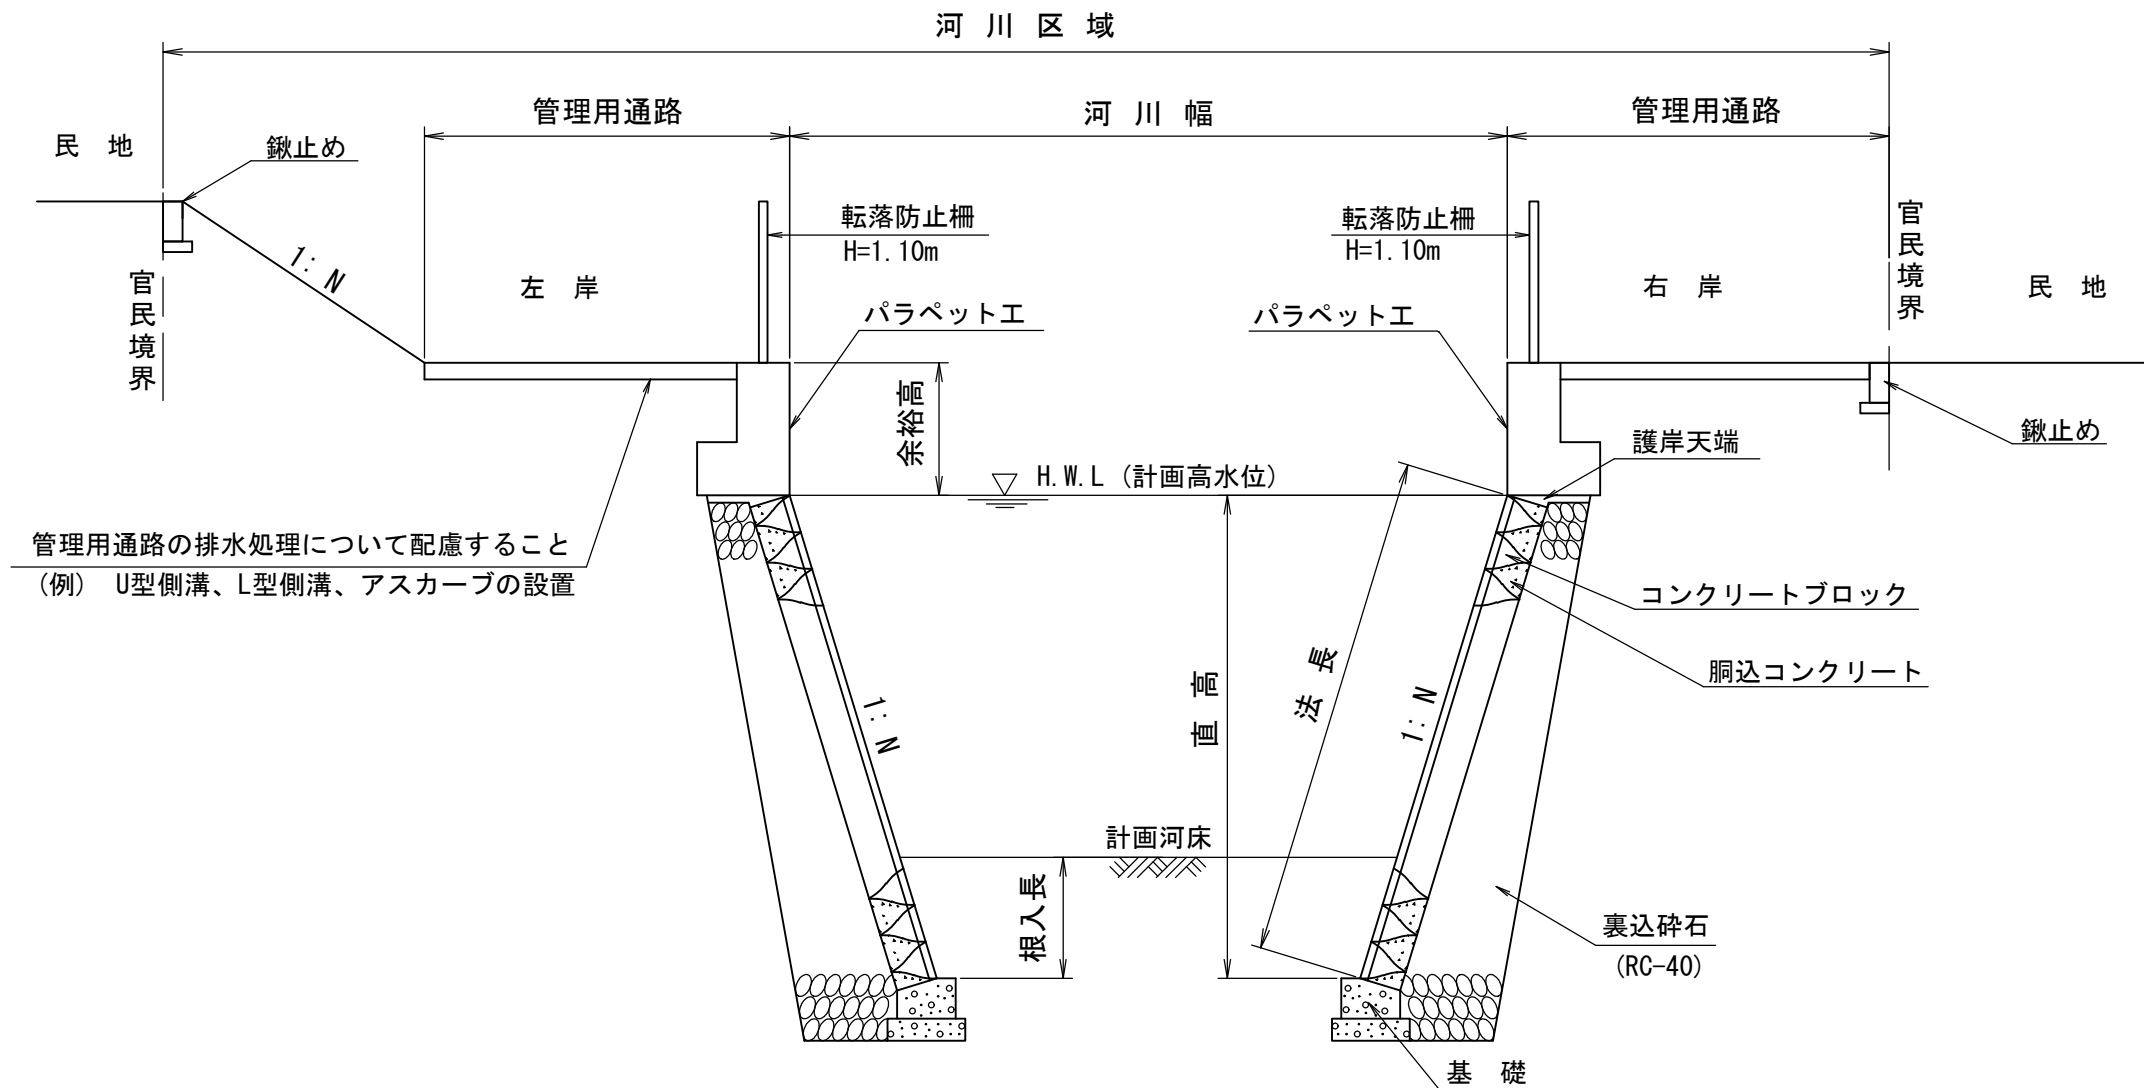 河川区域
管理用通路
河川幅
管理用通路
民地
鍬止め
転落防止柵
H=1.10m
転落防止柵
H=1.10m
官民境界
1:N
官民境界
左岸
右岸
民地
パラペット工
パラペット工
余裕高
鍬止め
護岸天端
H.W.L (計画高水位)
管理用通路の排水処理について配慮すること
(例) U型側溝、L型側溝、アスカーブの設置
コンクリートブロック
胴込コンクリート
法長
直高
1:N
1:N
計画河床
根入長
裏込砕石
(RC-40)
基礎